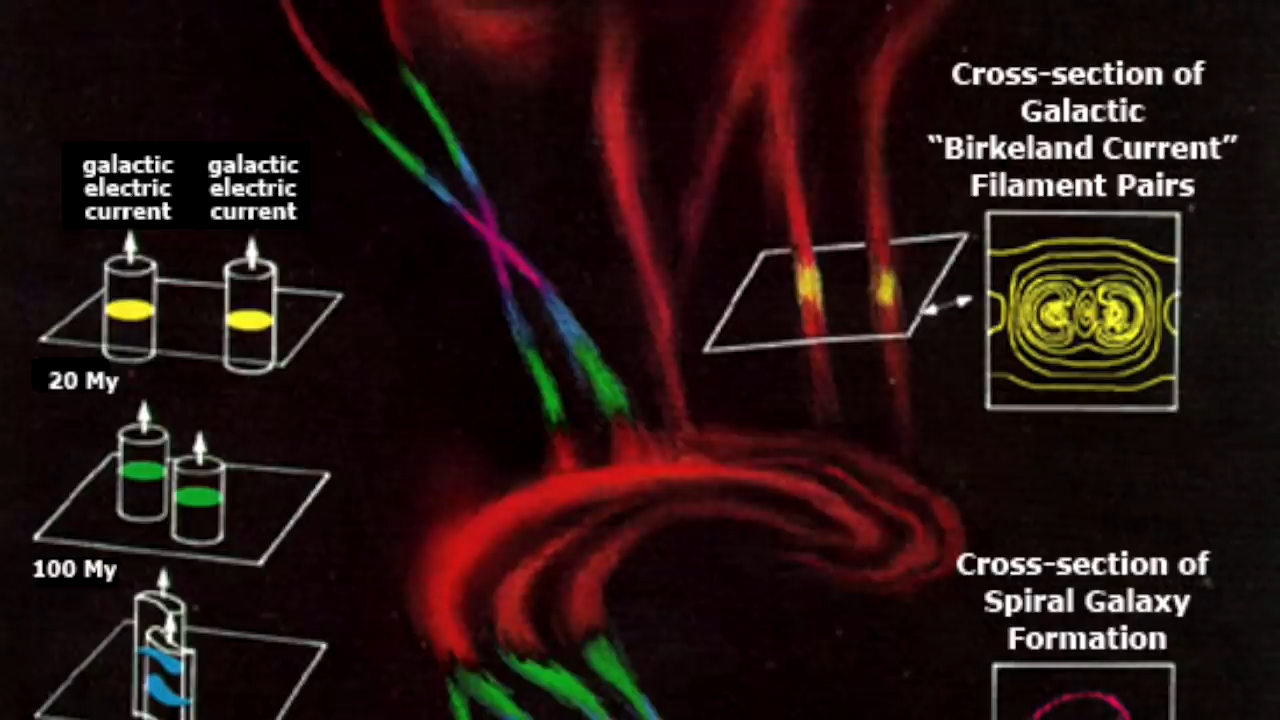 galactic
electric
current
galactic
electric
current
20 My
100 My
Cross-section of
Galactic
“Birkeland Current”
Filament Pairs
Cross-section of
Spiral Galaxy
Formation